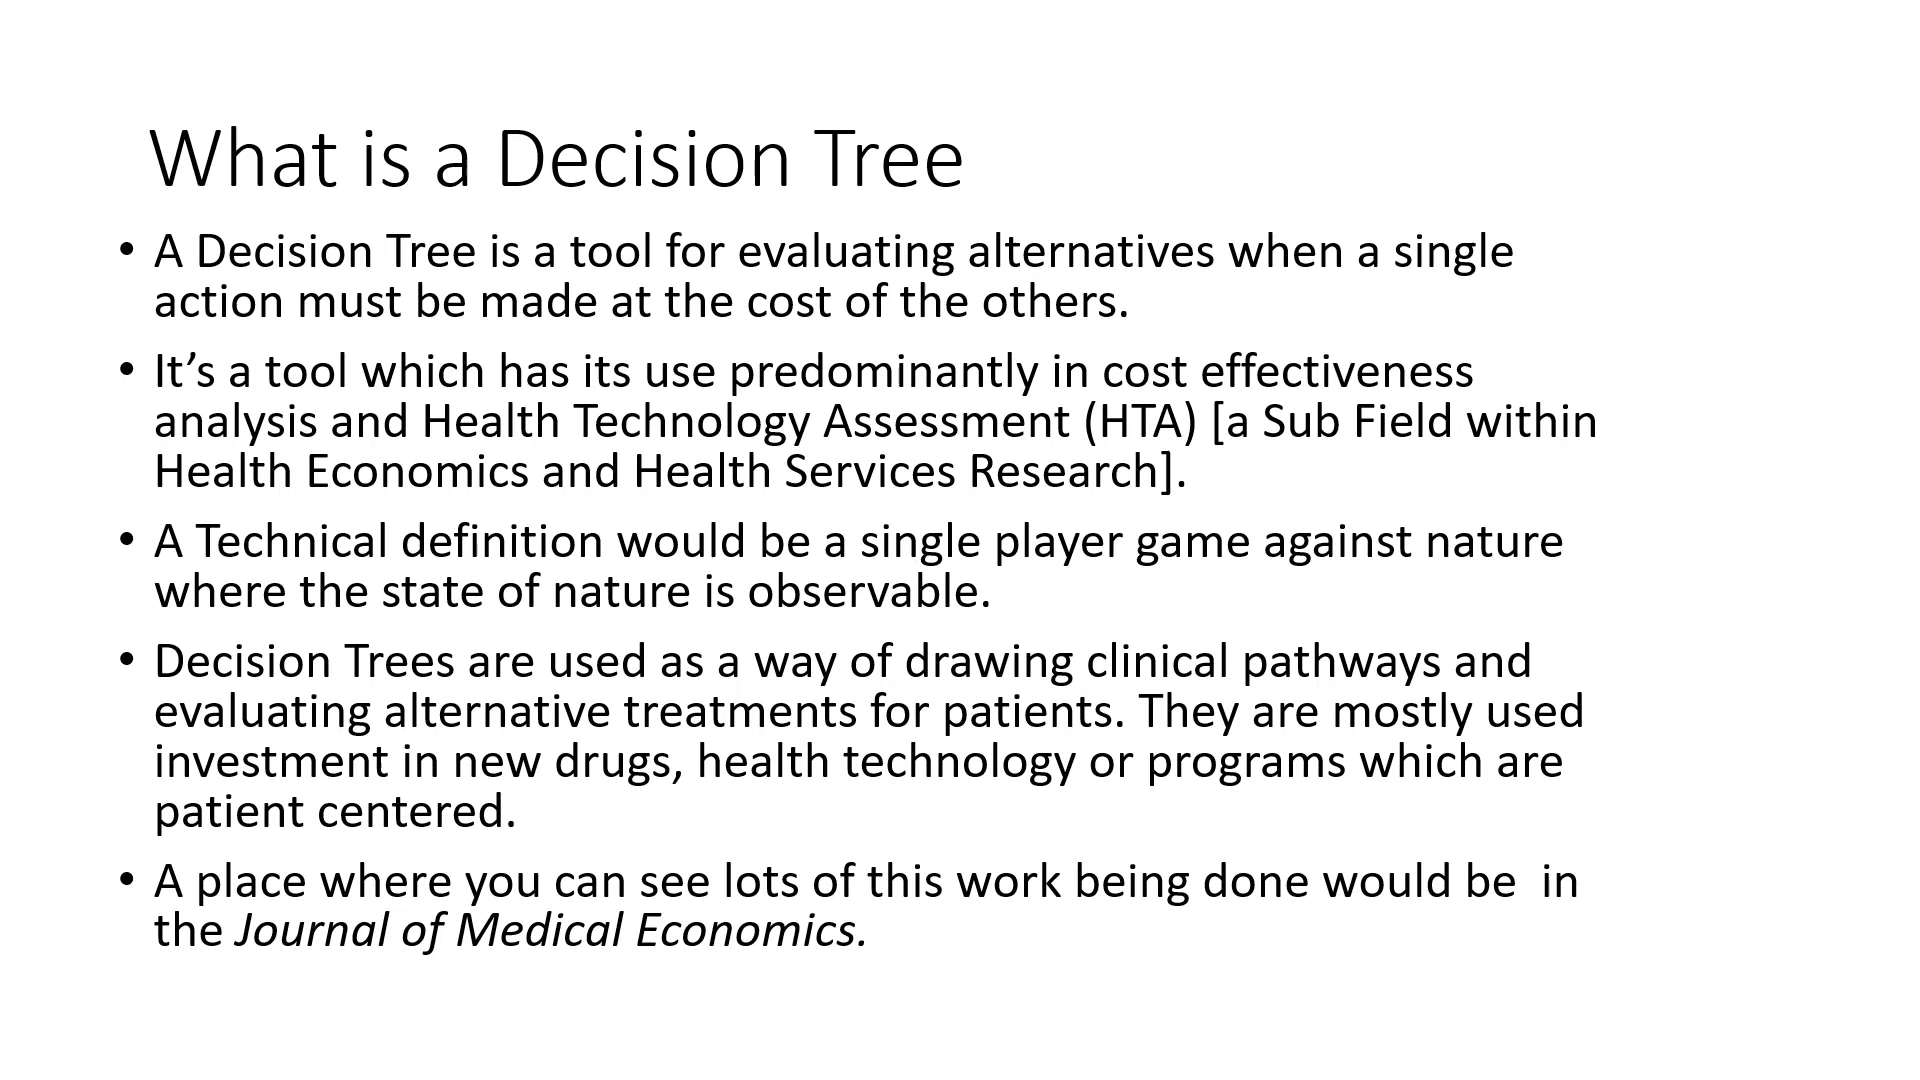 What is a Decision Tree
• A Decision Tree is a tool for evaluating alternatives when a single
action must be made at the cost of the others.
• It’s a tool which has its use predominantly in cost effectiveness
analysis and Health Technology Assessment (HTA) [a Sub Field within
Health Economics and Health Services Research].
• A Technical definition would be a single player game against nature
where the state of nature is observable.
• Decision Trees are used as a way of drawing clinical pathways and
evaluating alternative treatments for patients. They are mostly used
investment in new drugs, health technology or programs which are
patient centered.
• A place where you can see lots of this work being done would be  in
the Journal of Medical Economics.